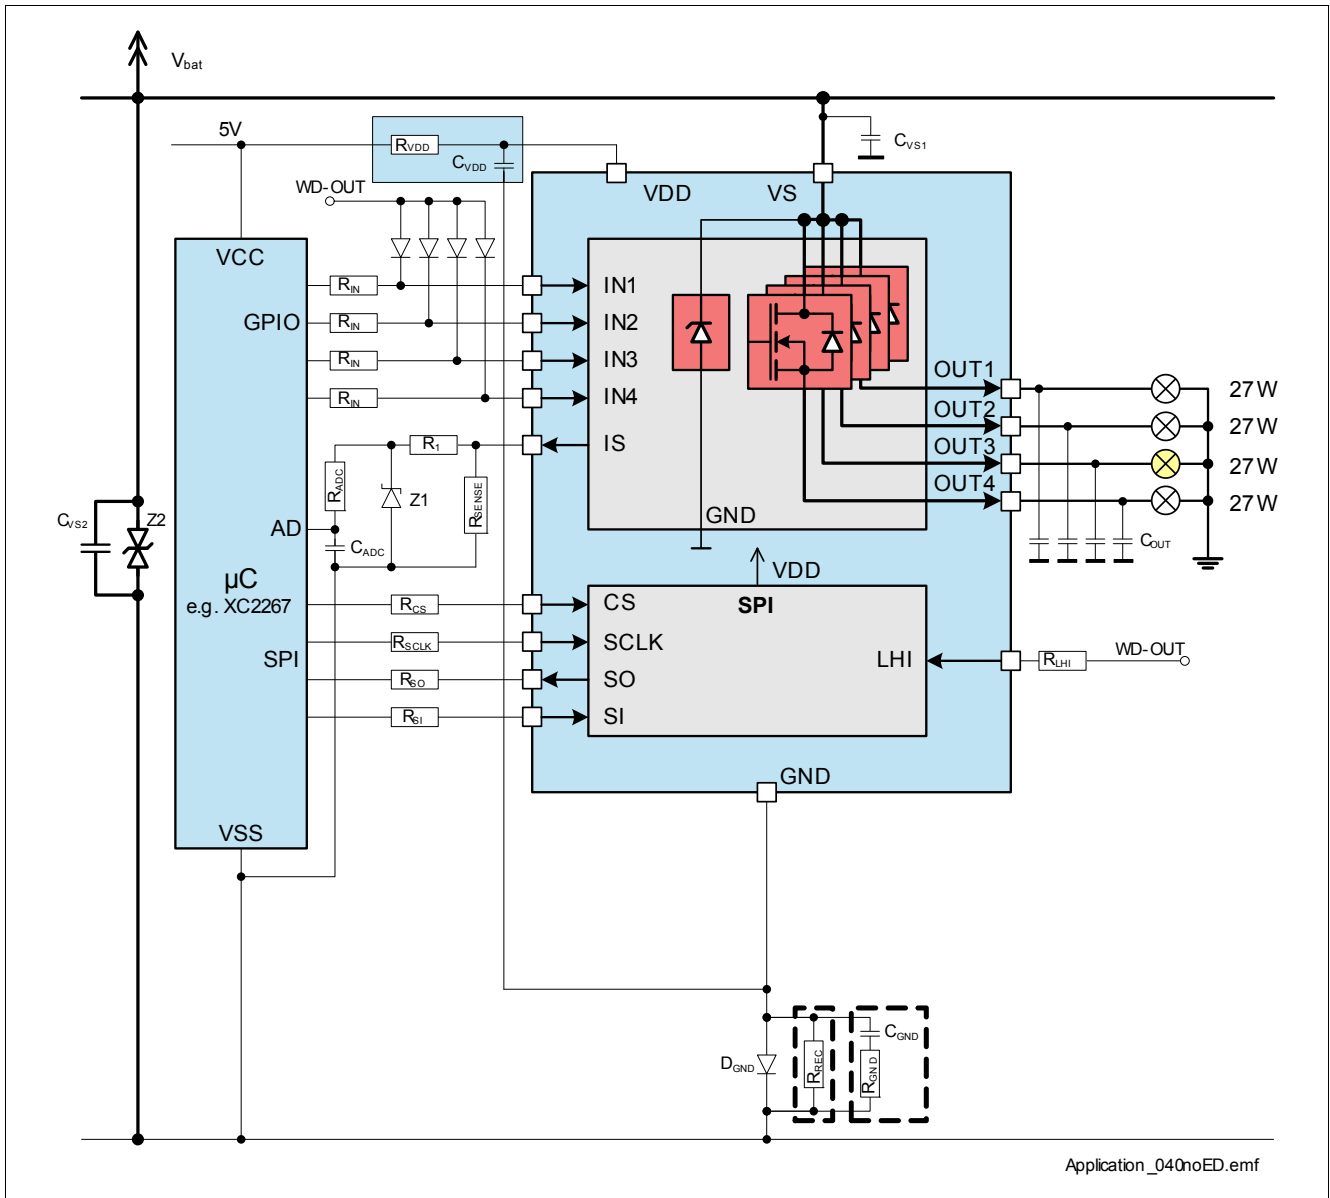 Vbat
5V
RVDD
CVDD
CVS1
WD-OUT
VDD
VS
VCC
RIN
IN1
GPIO
RIN
IN2
RIN
IN3
RIN
IN4
OUT1
27W
OUT2
27W
OUT3
27W
OUT4
27W
R1
IS
RADC
Z1
RSENSE
GND
CVS2
Z2
AD
CADC
COUT
µC
e.g. XC2267
VDD
SPI
RCS
CS
RSCLK
SCLK
SPI
RSO
SO
RSI
SI
LHI
RLHI
WD-OUT
GND
VSS
DGND
RREC
CGND
RGND
Application_040noED.emf